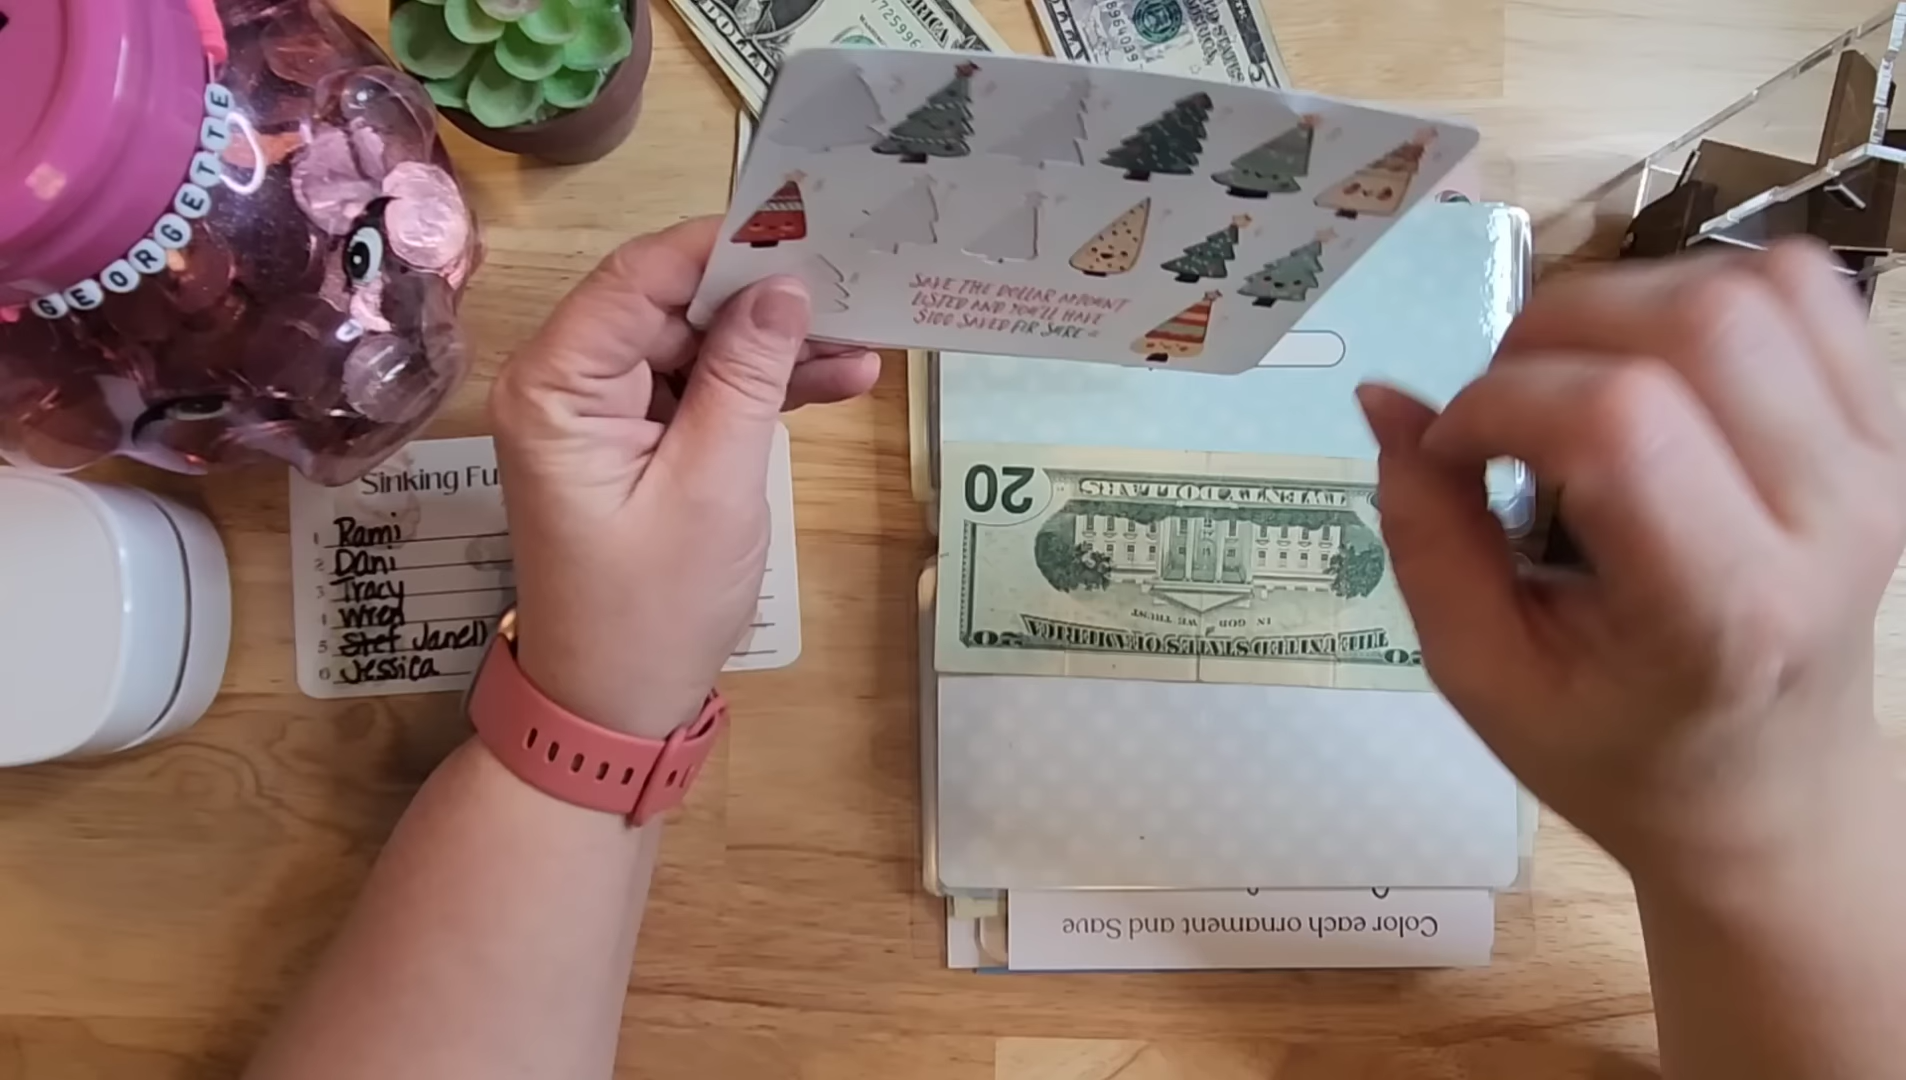 GEORGETTE
SAVE THE DOLLAR AMOUNT
LISTED AND YOU'LL HAVE
$100 SAVED FIR SURE
Sinking Fu
1 Rami
2 Dani
3 Tracy
4 Wren
5 Stef Janell
6 Jessica
20
TWENTY DOLLARS
IN GOD WE TRUST
THE UNITED STATES OF AMERICA
20
Color each ornament and Save